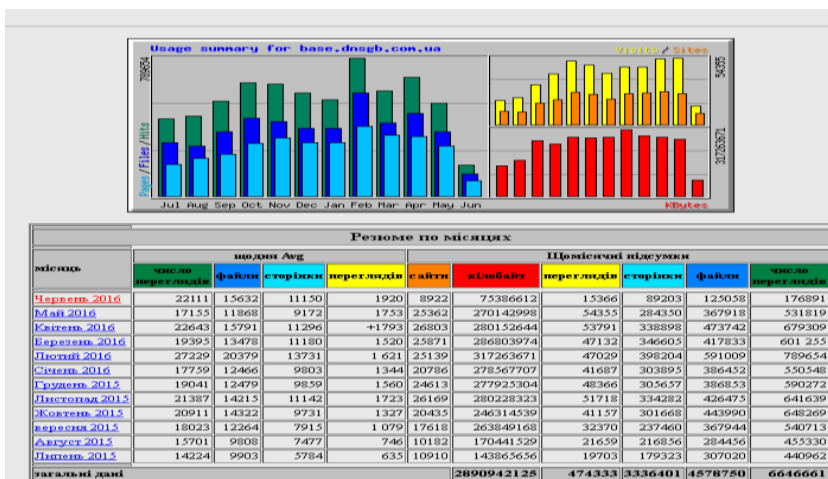 Usage summary for base.dnsgb.com.ua
Visits / Sites
789654
54355
Pages / Files / Hits
317263671
Jul Aug Sep Oct Nov Dec Jan Feb Mar Apr May Jun
KBytes
Резюме по місяцях
місяць щодня Avg Щомісячні підсумки
число переглядів файли сторінки переглядів сайти кілобайт переглядів сторінки файли число переглядів
Червень 2016 22111 15632 11150 1920 8922 75386612 15366 89203 125058 176891
Май 2016 17155 11868 9172 1753 25362 270142998 54355 284350 367918 531819
Квітень 2016 22643 15791 11296 +1793 26803 280152644 53791 338898 473742 679309
Березень 2016 19395 13478 11180 1520 25871 286803974 47132 346605 417833 601 255
Лютий 2016 27229 20379 13731 1 621 25139 317263671 47029 398204 591009 789654
Січень 2016 17759 12466 9803 1344 20786 278567707 41687 303895 386452 550548
Грудень 2015 19041 12479 9859 1560 24613 277925304 48366 305657 386853 590272
Листопад 2015 21387 14215 11142 1723 26169 280228323 51718 334282 426475 641639
Жовтень 2015 20911 14322 9731 1327 20435 246314539 41157 301668 443990 648269
вересня 2015 18023 12264 7915 1 079 17618 263849168 32370 237460 367944 540713
Август 2015 15701 9808 7477 746 10182 170441529 21659 216856 284456 455330
Липень 2015 14224 9903 5784 635 10910 143865656 19703 179323 307020 440962
загальні дані 2890942125 474333 3336401 4578750 6646661